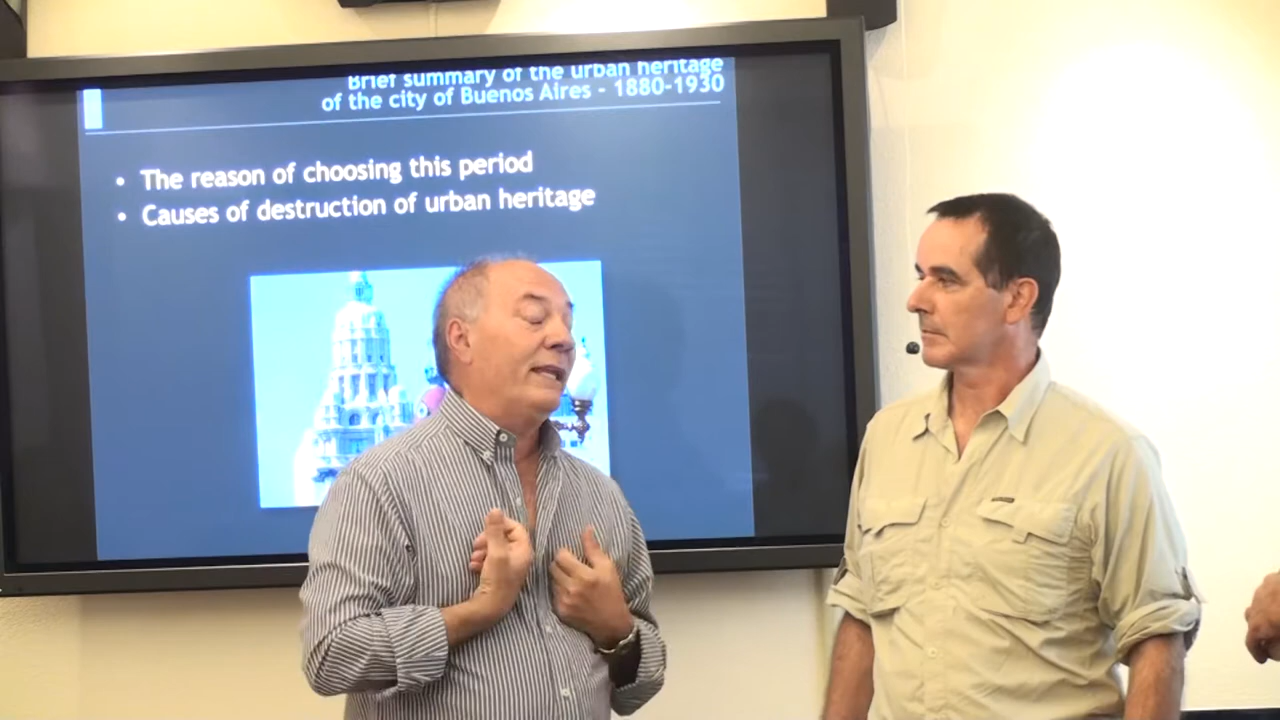 Brief summary of the urban heritage
of the city of Buenos Aires - 1880-1930
• The reason of choosing this period
• Causes of destruction of urban heritage